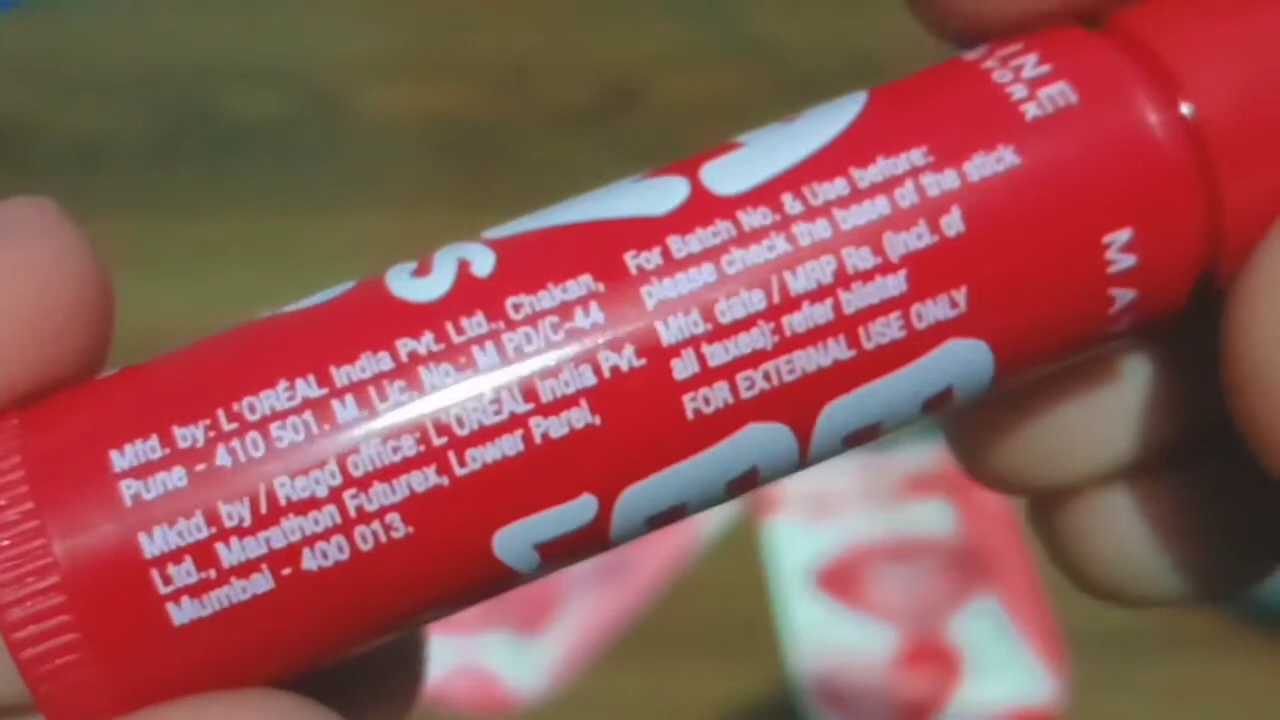 Mfd. by: L'ORÉAL India Pvt. Ltd., Chakan,
Pune - 410 501. M. Lic. No.: M PD/C-44
Mktd. by / Regd office: L'ORÉAL India Pvt.
Ltd., Marathon Futurex, Lower Parel,
Mumbai - 400 013.
For Batch No. & Use before:
please check the base of the stick
Mfd. date / MRP Rs. (incl. of
all taxes): refer blister
FOR EXTERNAL USE ONLY